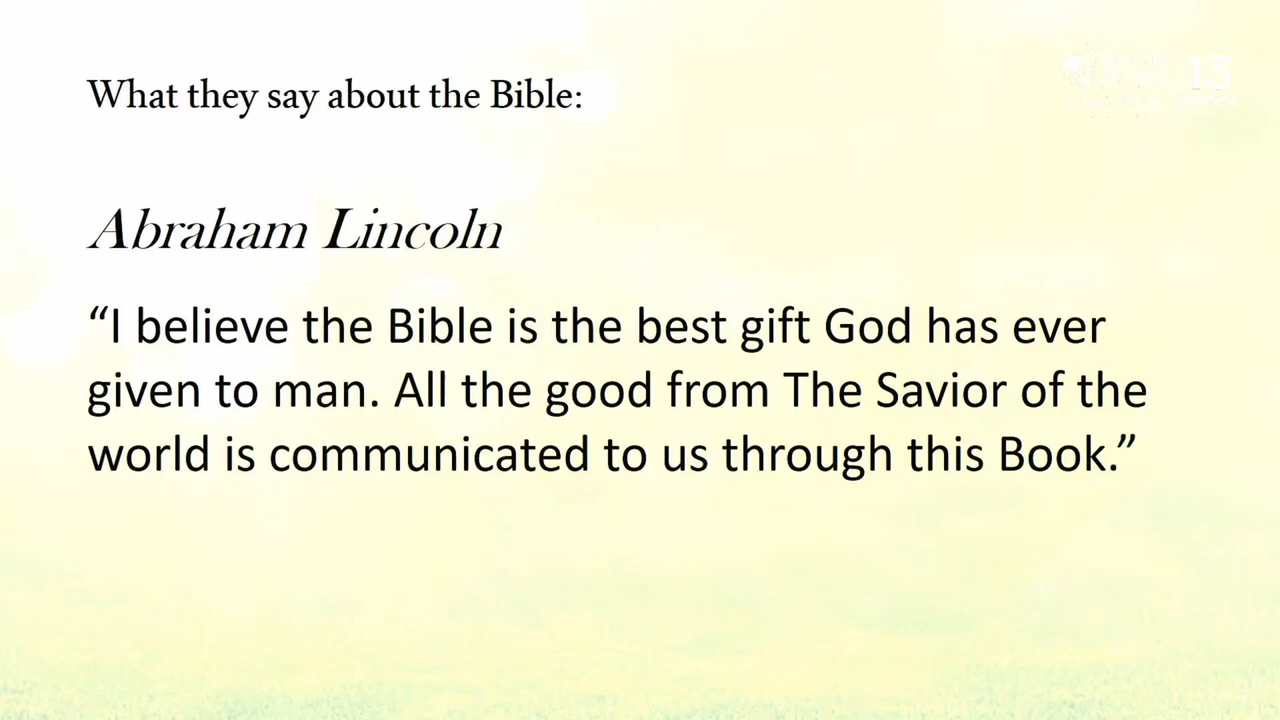 What they say about the Bible:
13
Abraham Lincoln
“I believe the Bible is the best gift God has ever
given to man. All the good from The Savior of the
world is communicated to us through this Book.”